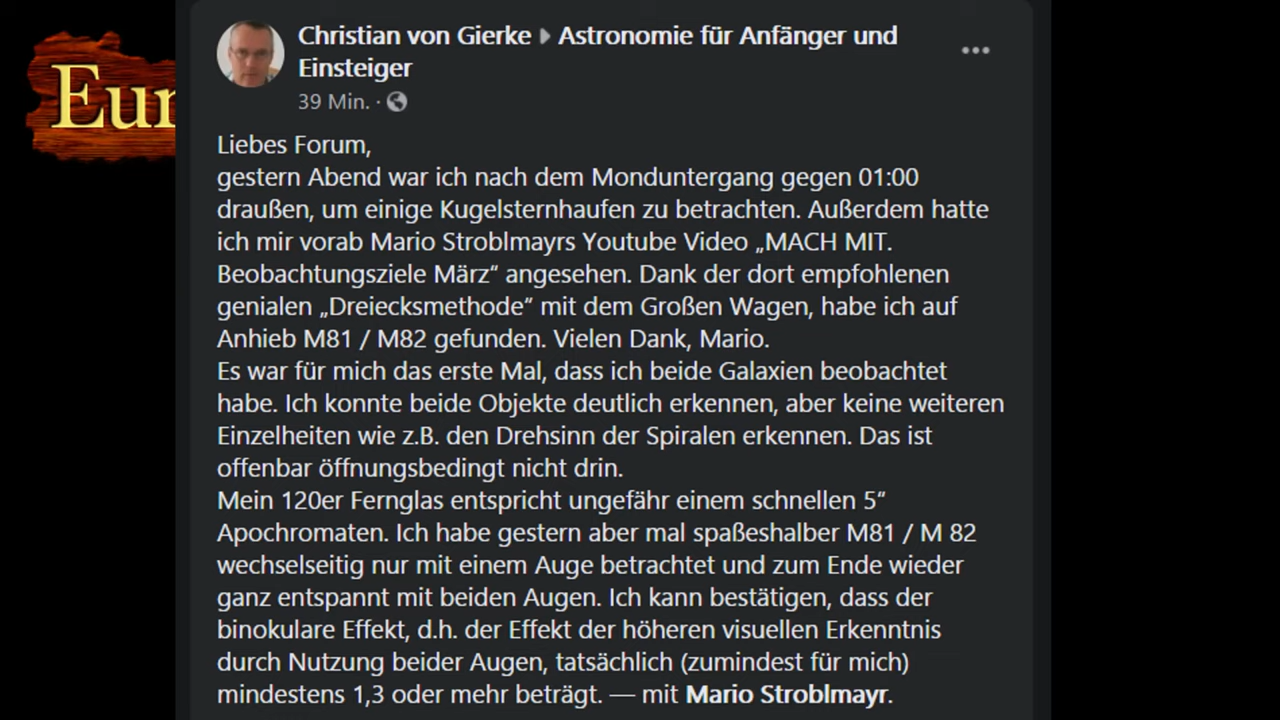 Eur
Christian von Gierke ▸ Astronomie für Anfänger und
Einsteiger
39 Min. ·
Liebes Forum,
gestern Abend war ich nach dem Monduntergang gegen 01:00
draußen, um einige Kugelsternhaufen zu betrachten. Außerdem hatte
ich mir vorab Mario Stroblmayrs Youtube Video „MACH MIT.
Beobachtungsziele März“ angesehen. Dank der dort empfohlenen
genialen „Dreiecksmethode“ mit dem Großen Wagen, habe ich auf
Anhieb M81 / M82 gefunden. Vielen Dank, Mario.
Es war für mich das erste Mal, dass ich beide Galaxien beobachtet
habe. Ich konnte beide Objekte deutlich erkennen, aber keine weiteren
Einzelheiten wie z.B. den Drehsinn der Spiralen erkennen. Das ist
offenbar öffnungsbedingt nicht drin.
Mein 120er Fernglas entspricht ungefähr einem schnellen 5“
Apochromaten. Ich habe gestern aber mal spaßeshalber M81 / M 82
wechselseitig nur mit einem Auge betrachtet und zum Ende wieder
ganz entspannt mit beiden Augen. Ich kann bestätigen, dass der
binokulare Effekt, d.h. der Effekt der höheren visuellen Erkenntnis
durch Nutzung beider Augen, tatsächlich (zumindest für mich)
mindestens 1,3 oder mehr beträgt. — mit Mario Stroblmayr.